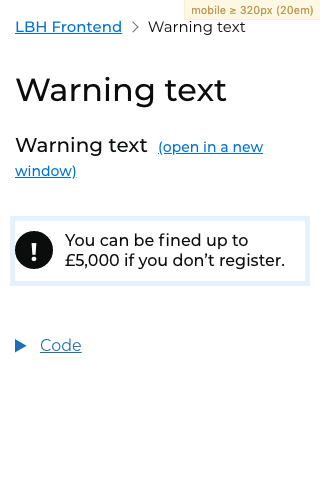 mobile ≥ 320px (20em)
LBH Frontend > Warning text
Warning text
Warning text (open in a new
window)
! You can be fined up to
£5,000 if you don’t register.
Code